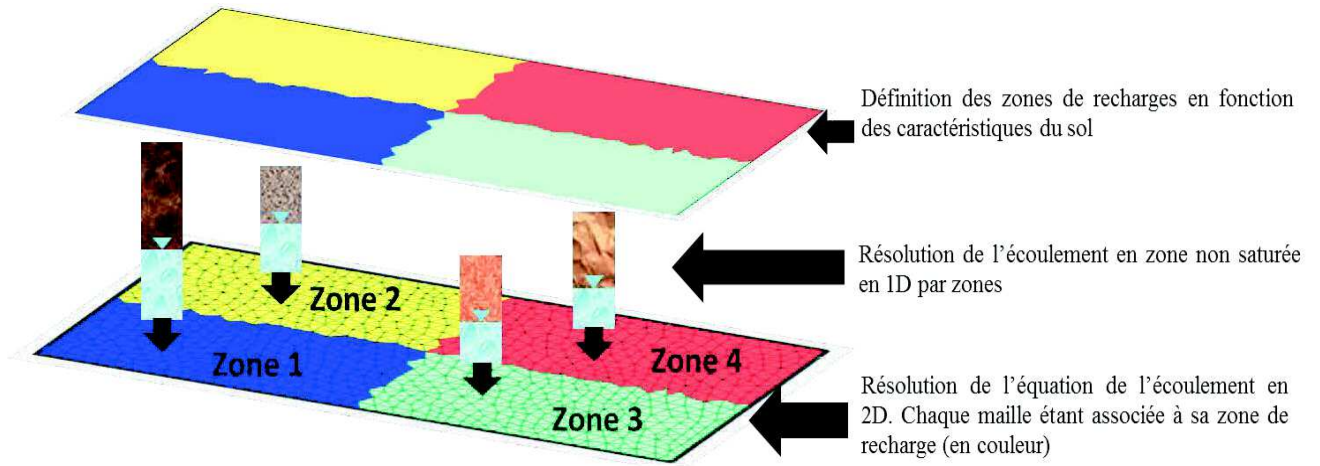 Définition des zones de recharges en fonction
des caractéristiques du sol
Résolution de l'écoulement en zone non saturée
en 1D par zones
Zone 2
Zone 1
Zone 4
Zone 3
Résolution de l'équation de l'écoulement en
2D. Chaque maille étant associée à sa zone de
recharge (en couleur)